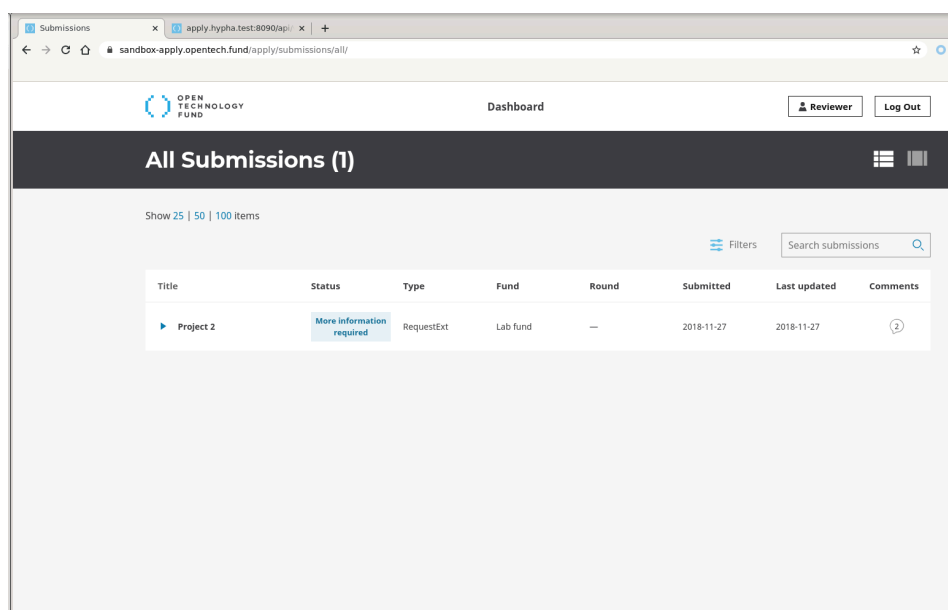 Submissions
apply.hypha.test:8090/api/
sandbox-apply.opentech.fund/apply/submissions/all/
OPEN
TECHNOLOGY
FUND
Dashboard
Reviewer
Log Out
All Submissions (1)
Show 25 | 50 | 100 items
Filters
Search submissions
Title Status Type Fund Round Submitted Last updated Comments
Project 2 More information required RequestExt Lab fund — 2018-11-27 2018-11-27 2